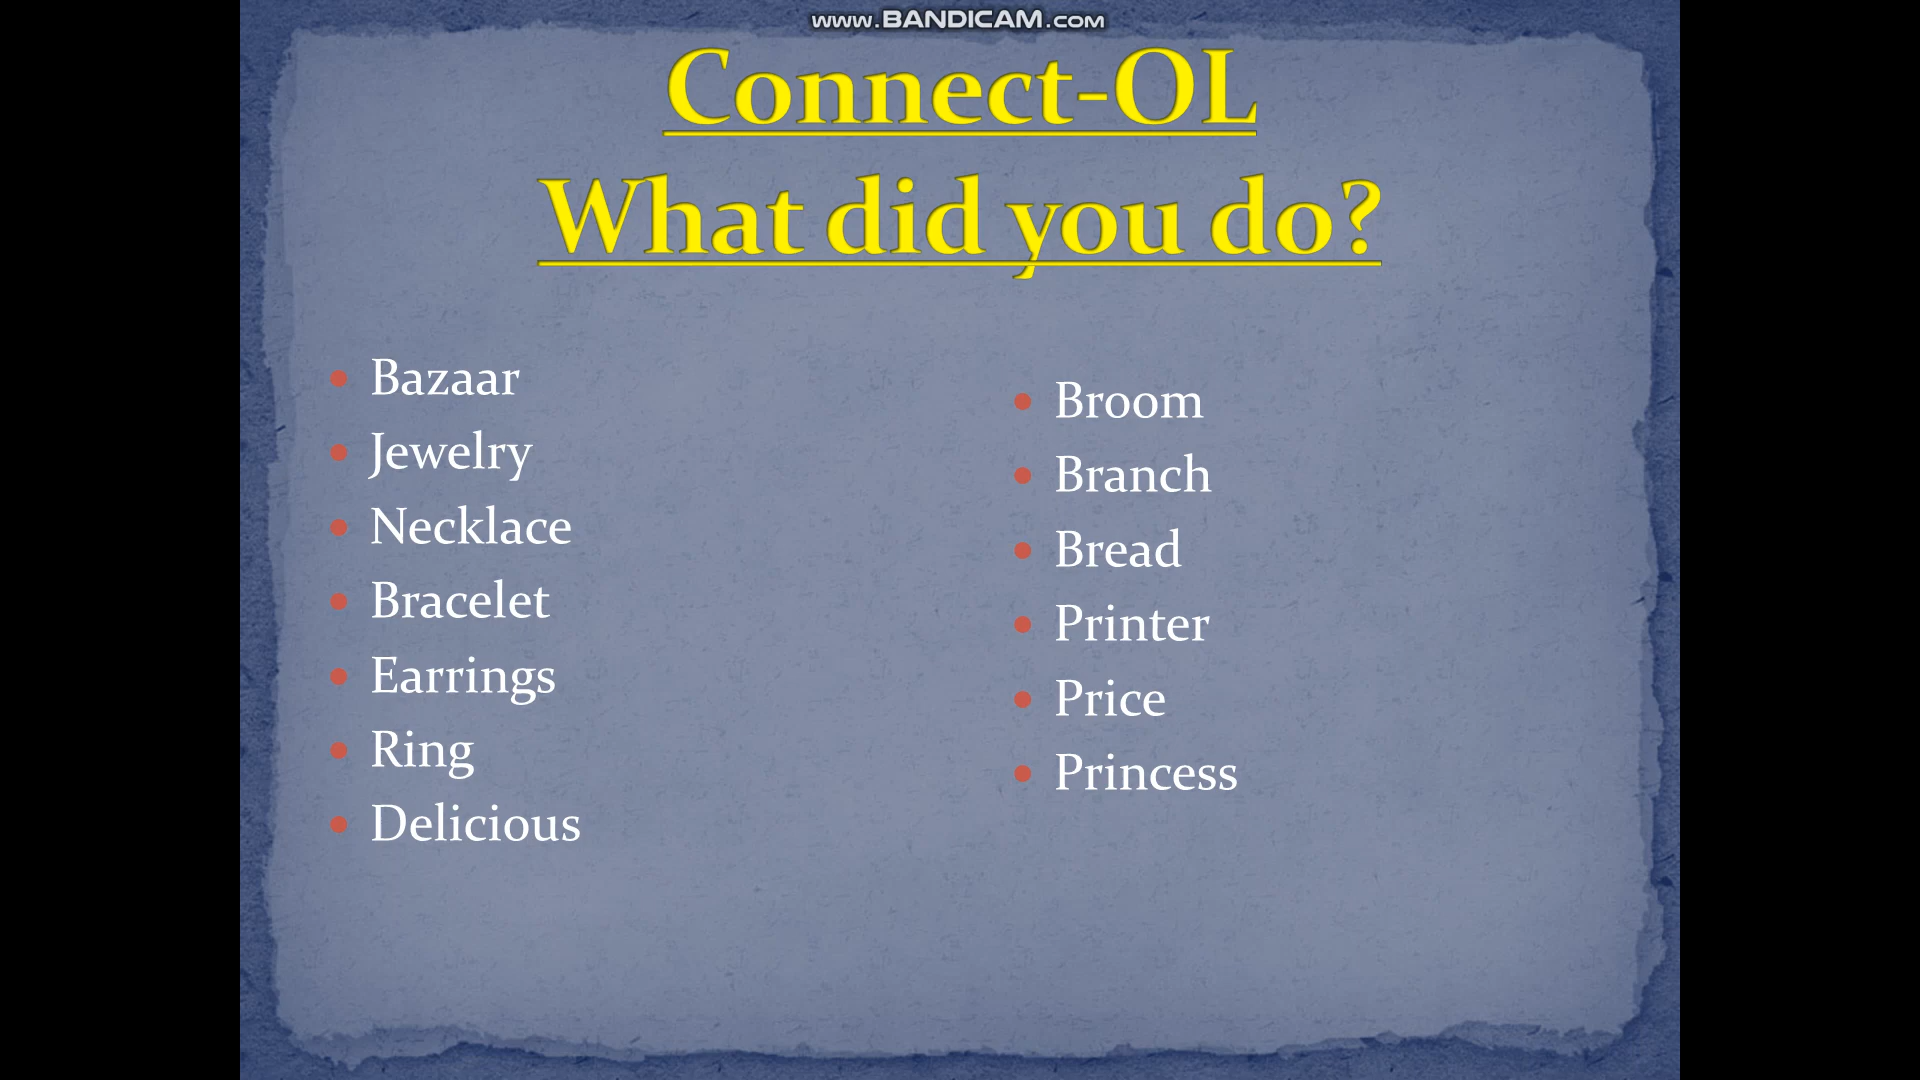 www.BANDICAM.com
Connect-OL
What did you do?
Bazaar
Jewelry
Necklace
Bracelet
Earrings
Ring
Delicious
Broom
Branch
Bread
Printer
Price
Princess